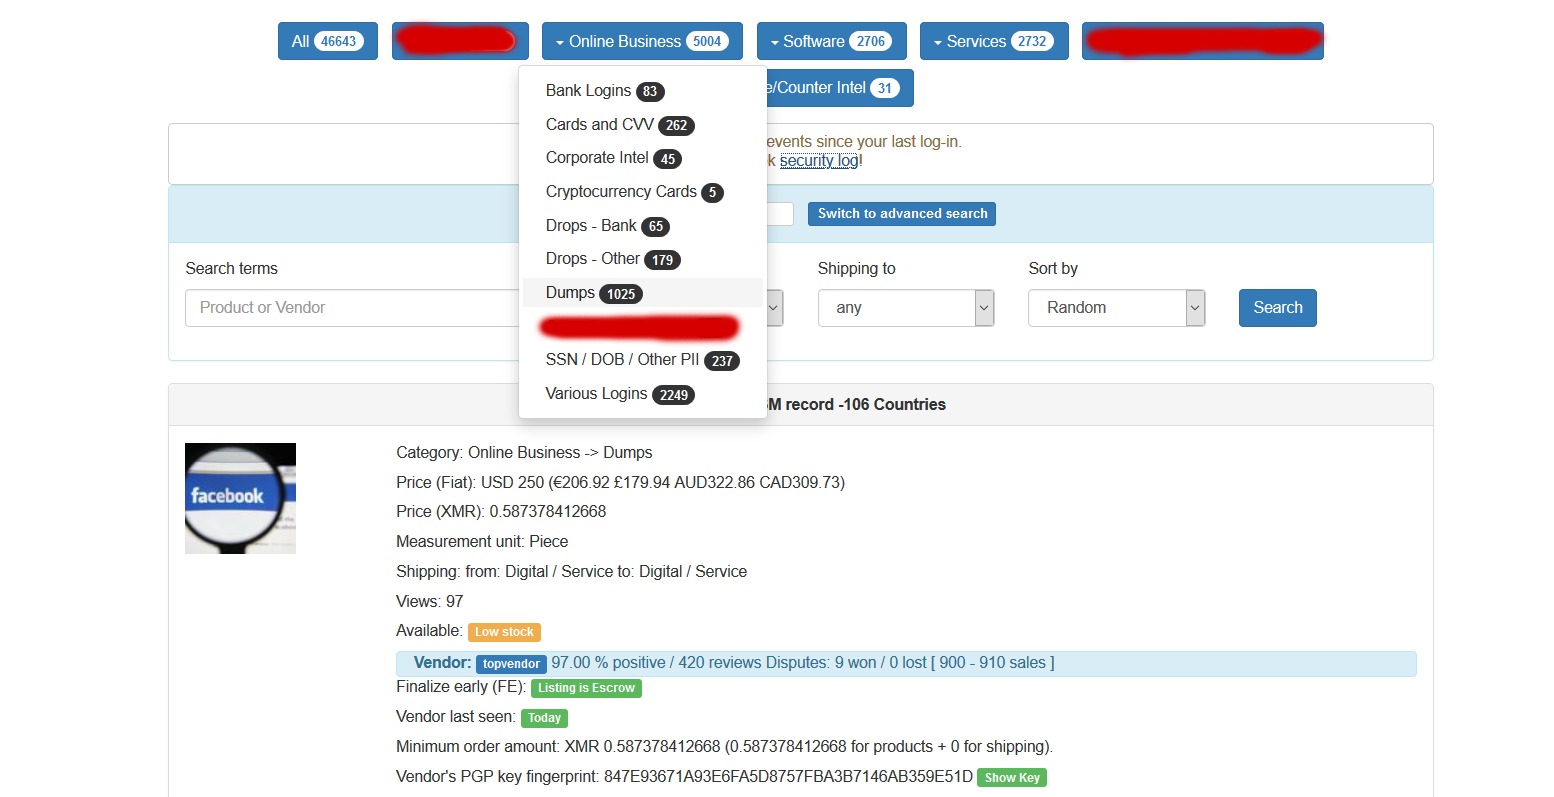 All 46643
Online Business 5004
Software 2706
Services 2732
e/Counter Intel 31
Bank Logins 83
Cards and CVV 262
Corporate Intel 45
Cryptocurrency Cards 5
Drops - Bank 65
Drops - Other 179
Dumps 1025
SSN / DOB / Other PII 237
Various Logins 2249
events since your last log-in.
security log!
Switch to advanced search
Search terms
Shipping to
Sort by
Product or Vendor
any
Random
Search
M record -106 Countries
facebook
Category: Online Business -> Dumps
Price (Fiat): USD 250 (€206.92 £179.94 AUD322.86 CAD309.73)
Price (XMR): 0.587378412668
Measurement unit: Piece
Shipping: from: Digital / Service to: Digital / Service
Views: 97
Available: Low stock
Vendor: topvendor 97.00 % positive / 420 reviews Disputes: 9 won / 0 lost [ 900 - 910 sales ]
Finalize early (FE): Listing is Escrow
Vendor last seen: Today
Minimum order amount: XMR 0.587378412668 (0.587378412668 for products + 0 for shipping).
Vendor's PGP key fingerprint: 847E93671A93E6FA5D8757FBA3B7146AB359E51D Show Key